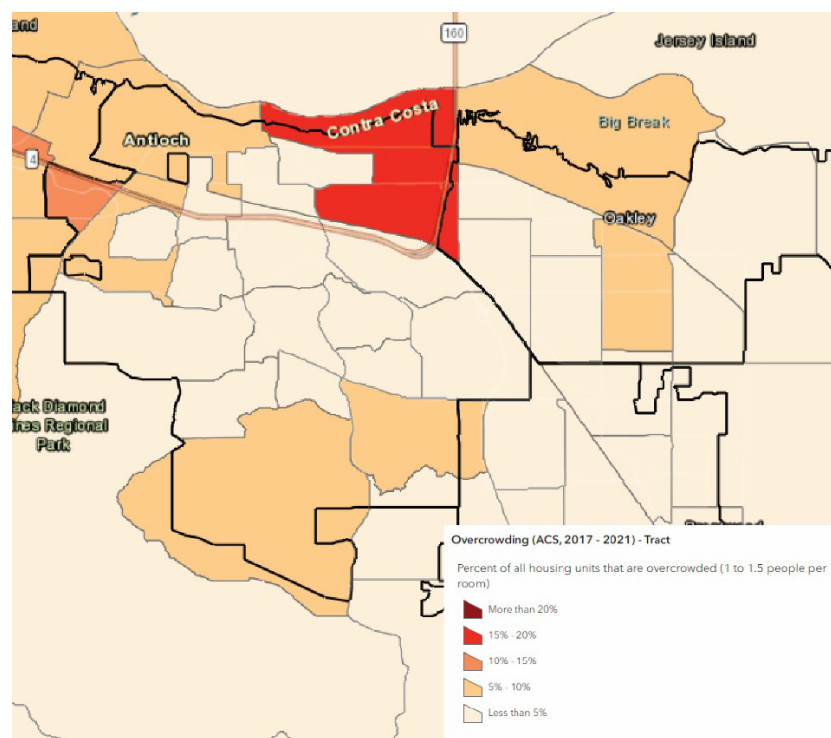 and
160
Jersey Island
Contra Costa
Big Break
Antioch
4
Oakley
ack Diamond
ines Regional
Park
Overcrowding (ACS, 2017 - 2021) - Tract
Percent of all housing units that are overcrowded (1 to 1.5 people per
room)
More than 20%
15% - 20%
10% - 15%
5% - 10%
Less than 5%